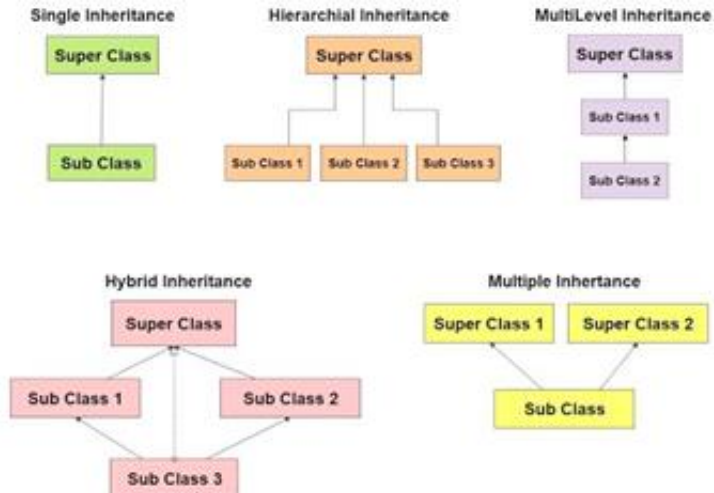 Single Inheritance
Hierarchial Inheritance
MultiLevel Inheritance
Super Class
Super Class
Super Class
Sub Class 1
Sub Class
Sub Class 1
Sub Class 2
Sub Class 3
Sub Class 2
Hybrid Inheritance
Multiple Inhertance
Super Class
Super Class 1
Super Class 2
Sub Class 1
Sub Class 2
Sub Class
Sub Class 3